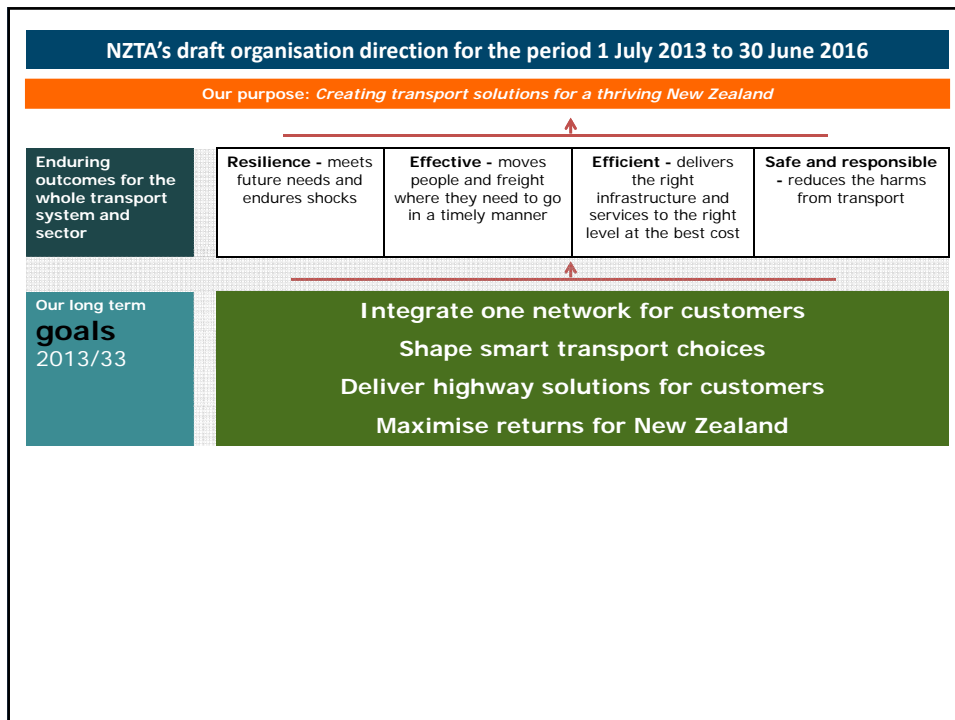 NZTA's draft organisation direction for the period 1 July 2013 to 30 June 2016
Our purpose: Creating transport solutions for a thriving New Zealand
Enduring
outcomes for the
whole transport
system and
sector
Resilience - meets
future needs and
endures shocks
Effective - moves
people and freight
where they need to go
in a timely manner
Efficient - delivers
the right
infrastructure and
services to the right
level at the best cost
Safe and responsible
- reduces the harms
from transport
Our long term
goals
2013/33
Integrate one network for customers
Shape smart transport choices
Deliver highway solutions for customers
Maximise returns for New Zealand